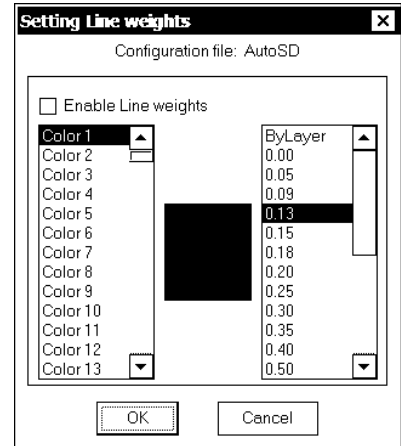 Setting Line weights
Configuration file: AutoSD
Enable Line weights
Color 1
Color 2
Color 3
Color 4
Color 5
Color 6
Color 7
Color 8
Color 9
Color 10
Color 11
Color 12
Color 13
ByLayer
0.00
0.05
0.09
0.13
0.15
0.18
0.20
0.25
0.30
0.35
0.40
0.50
OK
Cancel